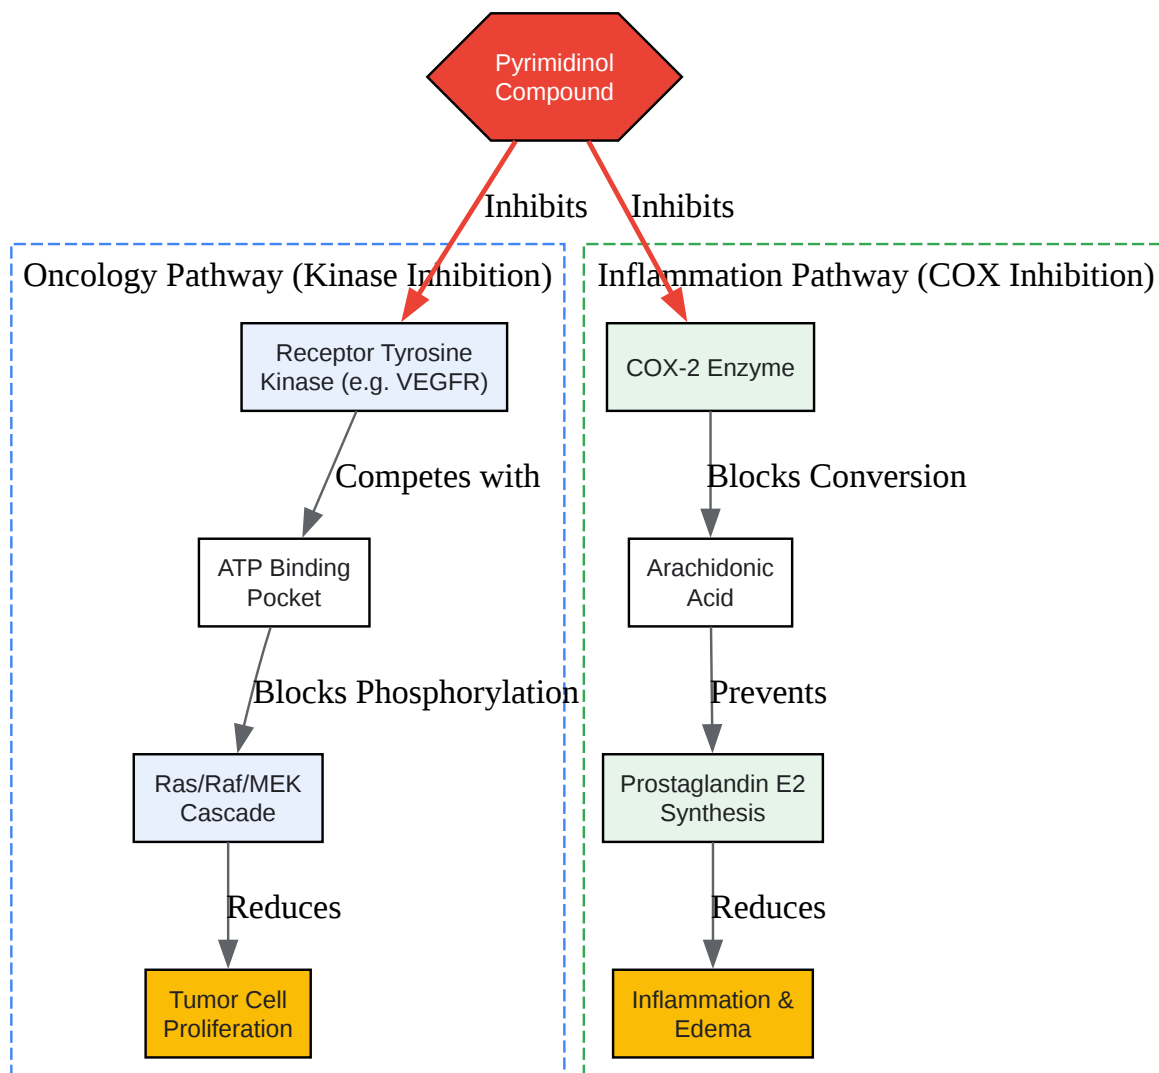 Pyrimidinol
Compound
Inhibits
Inhibits
Oncology Pathway (Kinase Inhibition)
Receptor Tyrosine
Kinase (e.g. VEGFR)
Competes with
ATP Binding
Pocket
Blocks Phosphorylation
Ras/Raf/MEK
Cascade
Reduces
Tumor Cell
Proliferation
Inflammation Pathway (COX Inhibition)
COX-2 Enzyme
Blocks Conversion
Arachidonic
Acid
Prevents
Prostaglandin E2
Synthesis
Reduces
Inflammation &
Edema